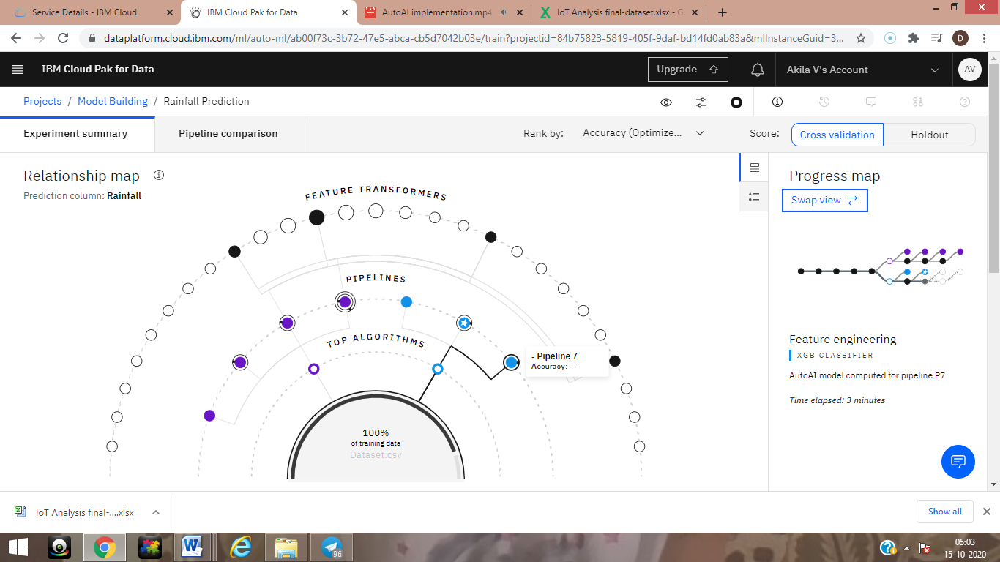 Service Details - IBM Cloud
IBM Cloud Pak for Data
AutoAI implementation.mp4
IoT Analysis final-dataset.xlsx - G
dataplatform.cloud.ibm.com/ml/auto-ml/ab00f73c-3b72-47e5-abca-cb5d7042b03e/train?projectid=84b75823-5819-405f-9daf-bd14fd0ab83a&mlInstanceGuid=3...
D
IBM Cloud Pak for Data
Upgrade
Akila V's Account
AV
Projects / Model Building / Rainfall Prediction
Experiment summary
Pipeline comparison
Rank by:
Accuracy (Optimize...
Score:
Cross validation
Holdout
Relationship map
Prediction column: Rainfall
FEATURE TRANSFORMERS
PIPELINES
TOP ALGORITHMS
- Pipeline 7
Accuracy: ---
100%
of training data
Dataset.csv
Progress map
Swap view
Feature engineering
XGB CLASSIFIER
AutoAI model computed for pipeline P7
Time elapsed: 3 minutes
IoT Analysis final-....xlsx
Show all
96
05:03
15-10-2020